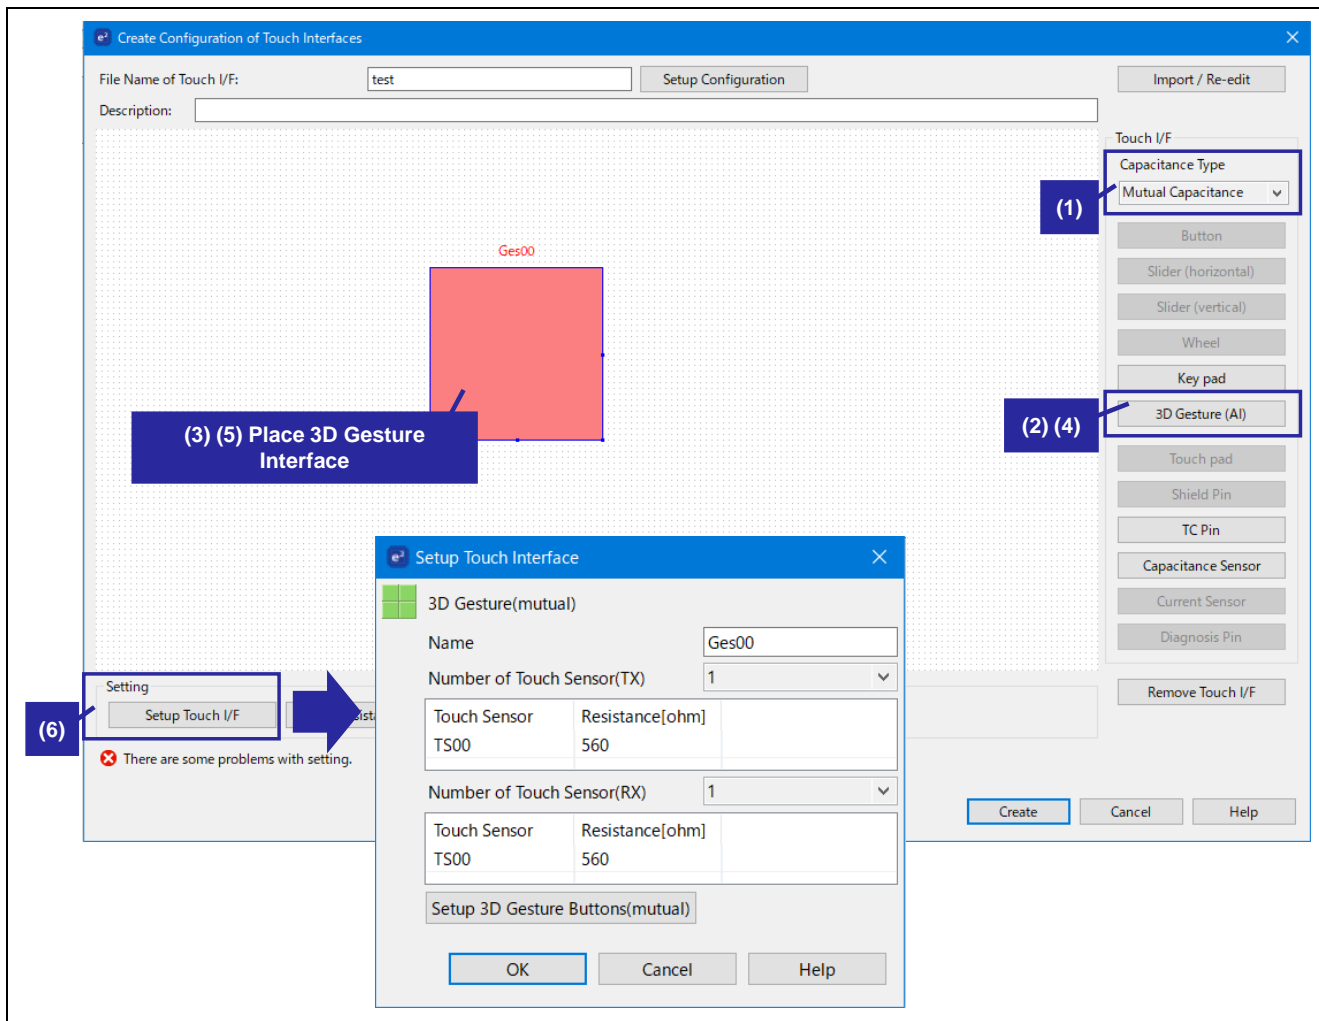 e² Create Configuration of Touch Interfaces
File Name of Touch I/F: test Setup Configuration Import / Re-edit
Description:
Touch I/F
Capacitance Type
(1) Mutual Capacitance
Button
Ges00
Slider (horizontal)
Slider (vertical)
Wheel
Key pad
(2) (4) 3D Gesture (AI)
(3) (5) Place 3D Gesture
Interface
Touch pad
Shield Pin
TC Pin
Capacitance Sensor
Current Sensor
Diagnosis Pin
Remove Touch I/F
Setting
(6) Setup Touch I/F
There are some problems with setting.
Create Cancel Help
e² Setup Touch Interface
3D Gesture(mutual)
Name Ges00
Number of Touch Sensor(TX) 1
Touch Sensor Resistance[ohm]
TS00 560
Number of Touch Sensor(RX) 1
Touch Sensor Resistance[ohm]
TS00 560
Setup 3D Gesture Buttons(mutual)
OK Cancel Help